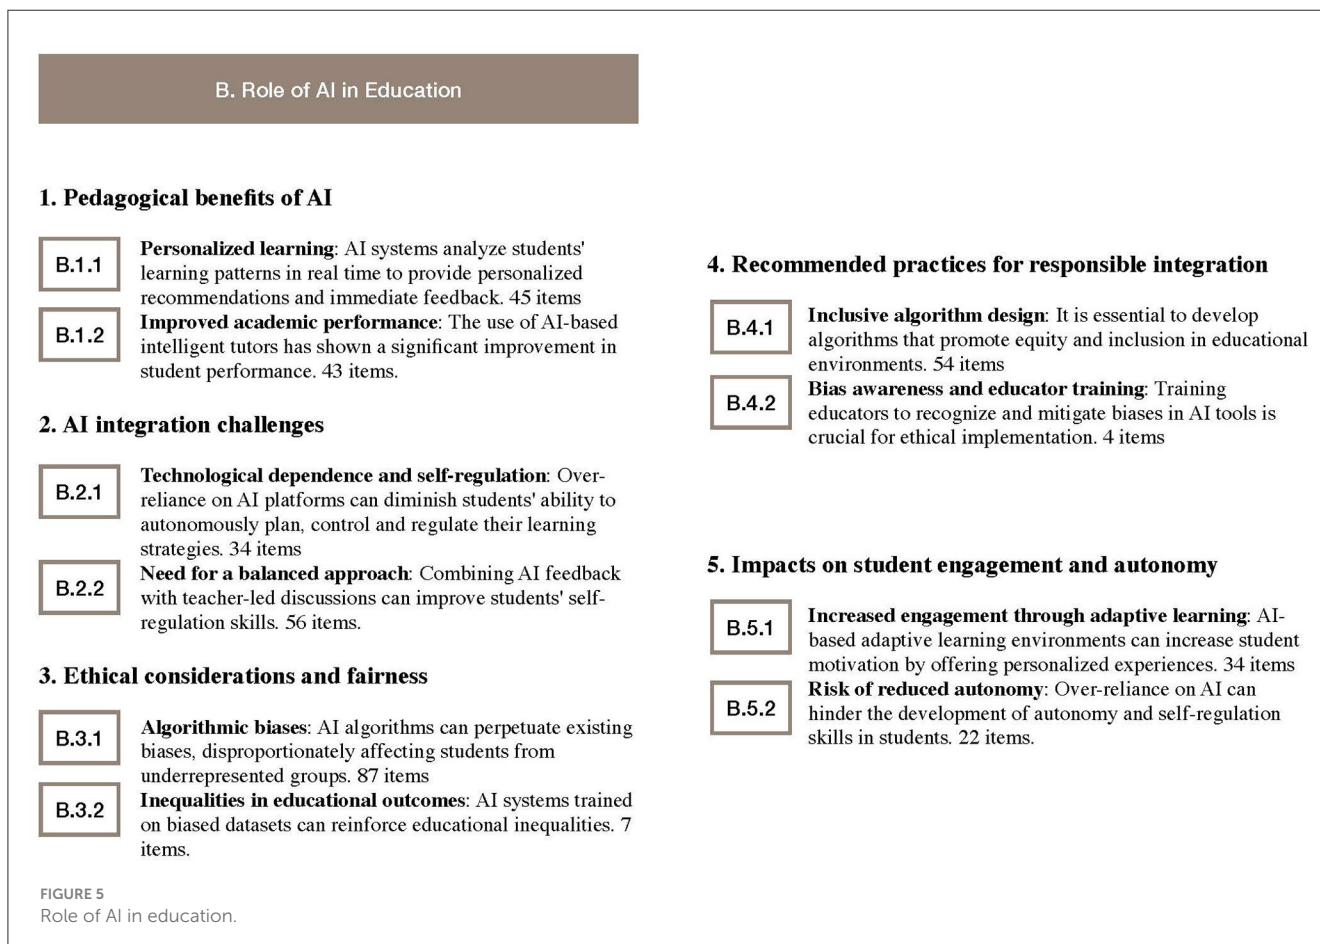 B. Role of AI in Education
1. Pedagogical benefits of AI
B.1.1
Personalized learning: AI systems analyze students'
learning patterns in real time to provide personalized
recommendations and immediate feedback. 45 items
B.1.2
Improved academic performance: The use of AI-based
intelligent tutors has shown a significant improvement in
student performance. 43 items.
2. AI integration challenges
B.2.1
Technological dependence and self-regulation: Over-
reliance on AI platforms can diminish students' ability to
autonomously plan, control and regulate their learning
strategies. 34 items
B.2.2
Need for a balanced approach: Combining AI feedback
with teacher-led discussions can improve students' self-
regulation skills. 56 items.
3. Ethical considerations and fairness
B.3.1
Algorithmic biases: AI algorithms can perpetuate existing
biases, disproportionately affecting students from
underrepresented groups. 87 items
B.3.2
Inequalities in educational outcomes: AI systems trained
on biased datasets can reinforce educational inequalities. 7
items.
4. Recommended practices for responsible integration
B.4.1
Inclusive algorithm design: It is essential to develop
algorithms that promote equity and inclusion in educational
environments. 54 items
B.4.2
Bias awareness and educator training: Training
educators to recognize and mitigate biases in AI tools is
crucial for ethical implementation. 4 items
5. Impacts on student engagement and autonomy
B.5.1
Increased engagement through adaptive learning: AI-
based adaptive learning environments can increase student
motivation by offering personalized experiences. 34 items
B.5.2
Risk of reduced autonomy: Over-reliance on AI can
hinder the development of autonomy and self-regulation
skills in students. 22 items.
FIGURE 5
Role of AI in education.